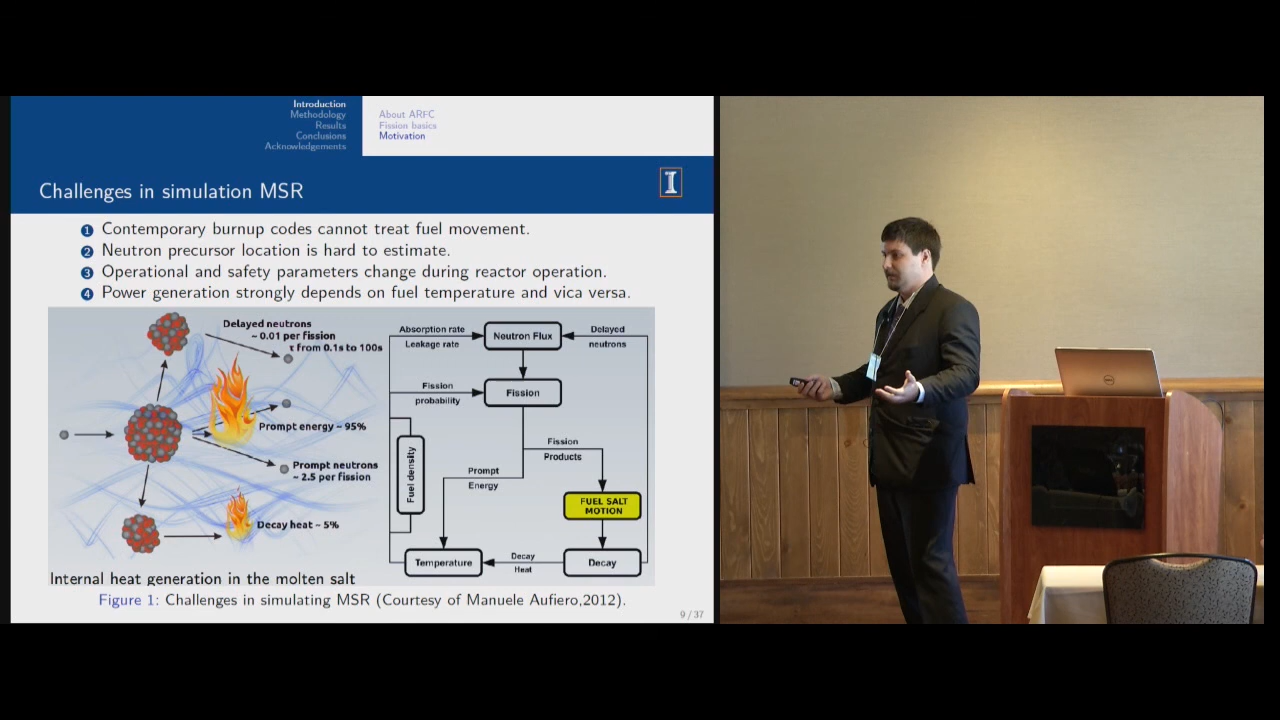 Introduction
Methodology
Results
Conclusions
Acknowledgements
About ARFC
Fission basics
Motivation
Challenges in simulation MSR
I
1 Contemporary burnup codes cannot treat fuel movement.
2 Neutron precursor location is hard to estimate.
3 Operational and safety parameters change during reactor operation.
4 Power generation strongly depends on fuel temperature and vica versa.
Delayed neutrons
~ 0.01 per fission
τ from 0.1s to 100s
Prompt energy ~ 95%
Prompt neutrons
~ 2.5 per fission
Decay heat ~ 5%
Internal heat generation in the molten salt
Absorption rate
Leakage rate
Neutron Flux
Delayed
neutrons
Fission
probability
Fission
Fission
Products
Prompt
Energy
Fuel density
FUEL SALT
MOTION
Temperature
Decay
Heat
Decay
Figure 1: Challenges in simulating MSR (Courtesy of Manuele Aufiero,2012).
9 / 37
DELL